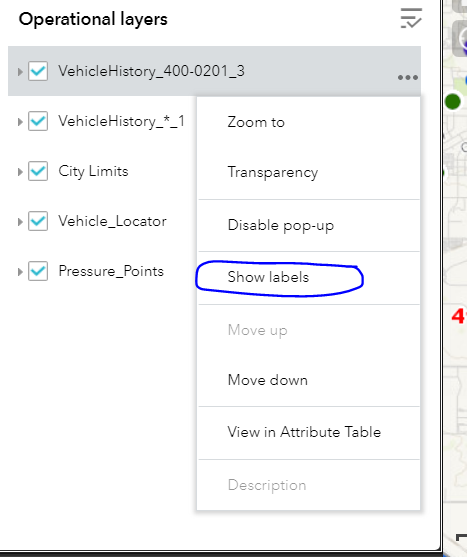 Operational layers
VehicleHistory_400-0201_3
VehicleHistory_*_1
City Limits
Vehicle_Locator
Pressure_Points
Zoom to
Transparency
Disable pop-up
Show labels
Move up
Move down
View in Attribute Table
Description